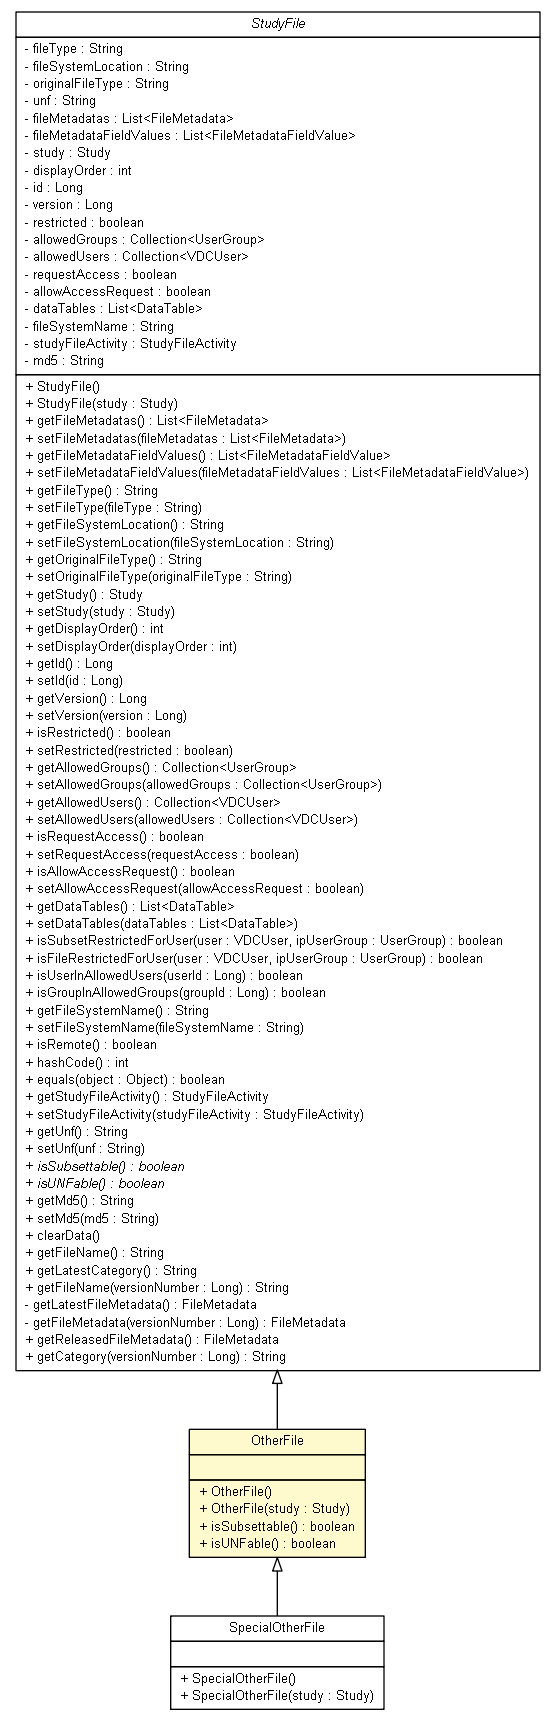 StudyFile
- fileType : String
- fileSystemLocation : String
- originalFileType : String
- unf : String
- fileMetadatas : List<FileMetadata>
- fileMetadataFieldValues : List<FileMetadataFieldValue>
- study : Study
- displayOrder : int
- id : Long
- version : Long
- restricted : boolean
- allowedGroups : Collection<UserGroup>
- allowedUsers : Collection<VDCUser>
- requestAccess : boolean
- allowAccessRequest : boolean
- dataTables : List<DataTable>
- fileSystemName : String
- studyFileActivity : StudyFileActivity
- md5 : String
+ StudyFile()
+ StudyFile(study : Study)
+ getFileMetadatas() : List<FileMetadata>
+ setFileMetadatas(fileMetadatas : List<FileMetadata>)
+ getFileMetadataFieldValues() : List<FileMetadataFieldValue>
+ setFileMetadataFieldValues(fileMetadataFieldValues : List<FileMetadataFieldValue>)
+ getFileType() : String
+ setFileType(fileType : String)
+ getFileSystemLocation() : String
+ setFileSystemLocation(fileSystemLocation : String)
+ getOriginalFileType() : String
+ setOriginalFileType(originalFileType : String)
+ getStudy() : Study
+ setStudy(study : Study)
+ getDisplayOrder() : int
+ setDisplayOrder(displayOrder : int)
+ getId() : Long
+ setId(id : Long)
+ getVersion() : Long
+ setVersion(version : Long)
+ isRestricted() : boolean
+ setRestricted(restricted : boolean)
+ getAllowedGroups() : Collection<UserGroup>
+ setAllowedGroups(allowedGroups : Collection<UserGroup>)
+ getAllowedUsers() : Collection<VDCUser>
+ setAllowedUsers(allowedUsers : Collection<VDCUser>)
+ isRequestAccess() : boolean
+ setRequestAccess(requestAccess : boolean)
+ isAllowAccessRequest() : boolean
+ setAllowAccessRequest(allowAccessRequest : boolean)
+ getDataTables() : List<DataTable>
+ setDataTables(dataTables : List<DataTable>)
+ isSubsetRestrictedForUser(user : VDCUser, ipUserGroup : UserGroup) : boolean
+ isFileRestrictedForUser(user : VDCUser, ipUserGroup : UserGroup) : boolean
+ isUserInAllowedUsers(userId : Long) : boolean
+ isGroupInAllowedGroups(groupId : Long) : boolean
+ getFileSystemName() : String
+ setFileSystemName(fileSystemName : String)
+ isRemote() : boolean
+ hashCode() : int
+ equals(object : Object) : boolean
+ getStudyFileActivity() : StudyFileActivity
+ setStudyFileActivity(studyFileActivity : StudyFileActivity)
+ getUnf() : String
+ setUnf(unf : String)
+ isSubsettable() : boolean
+ isUNFable() : boolean
+ getMd5() : String
+ setMd5(md5 : String)
+ clearData()
+ getFileName() : String
+ getLatestCategory() : String
+ getFileName(versionNumber : Long) : String
- getLatestFileMetadata() : FileMetadata
- getFileMetadata(versionNumber : Long) : FileMetadata
+ getReleasedFileMetadata() : FileMetadata
+ getCategory(versionNumber : Long) : String
OtherFile
+ OtherFile()
+ OtherFile(study : Study)
+ isSubsettable() : boolean
+ isUNFable() : boolean
SpecialOtherFile
+ SpecialOtherFile()
+ SpecialOtherFile(study : Study)